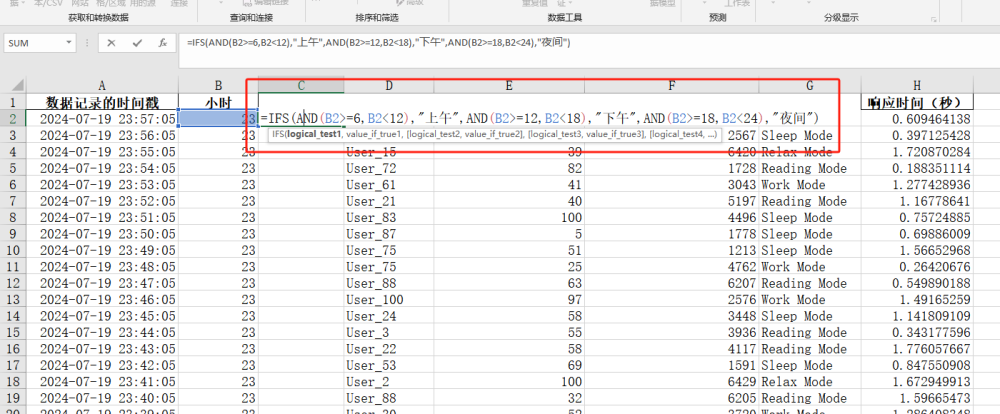 连接
编辑链接
高级
重复值
数据模型
工作表
获取和转换数据 查询和连接 排序和筛选 数据工具 预测 分级显示
SUM fx =IFS(AND(B2>=6,B2<12),"上午",AND(B2>=12,B2<18),"下午",AND(B2>=18,B2<24),"夜间")
A B C D E F G H
1 数据记录的时间戳 小时 响应时间（秒）
2 2024-07-19 23:57:05 23 =IFS(AND(B2>=6,B2<12),"上午",AND(B2>=12,B2<18),"下午",AND(B2>=18,B2<24),"夜间") 0.609464138
IFS(logical_test1, value_if_true1, [logical_test2, value_if_true2], [logical_test3, value_if_true3], [logical_test4, ...)
3 2024-07-19 23:56:05 23 2567 Sleep Mode 0.397125428
4 2024-07-19 23:55:05 23 User_15 39 6420 Relax Mode 1.720870284
5 2024-07-19 23:54:05 23 User_72 82 1728 Reading Mode 0.188351114
6 2024-07-19 23:53:05 23 User_61 41 3043 Work Mode 1.277428936
7 2024-07-19 23:52:05 23 User_21 40 5197 Reading Mode 1.16778641
8 2024-07-19 23:51:05 23 User_83 100 4496 Sleep Mode 0.75724885
9 2024-07-19 23:50:05 23 User_87 5 1778 Sleep Mode 0.69886009
10 2024-07-19 23:49:05 23 User_75 51 1213 Sleep Mode 1.56652968
11 2024-07-19 23:48:05 23 User_75 25 4762 Work Mode 0.26420676
12 2024-07-19 23:47:05 23 User_88 63 6207 Reading Mode 0.549890188
13 2024-07-19 23:46:05 23 User_100 97 2576 Work Mode 1.49165259
14 2024-07-19 23:45:05 23 User_24 58 3448 Sleep Mode 1.141809109
15 2024-07-19 23:44:05 23 User_3 55 3936 Reading Mode 0.343177596
16 2024-07-19 23:43:05 23 User_22 58 4117 Reading Mode 1.776057667
17 2024-07-19 23:42:05 23 User_53 69 1591 Sleep Mode 0.847550908
18 2024-07-19 23:41:05 23 User_2 100 6429 Relax Mode 1.672949913
19 2024-07-19 23:40:05 23 User_88 32 6205 Reading Mode 1.59665473